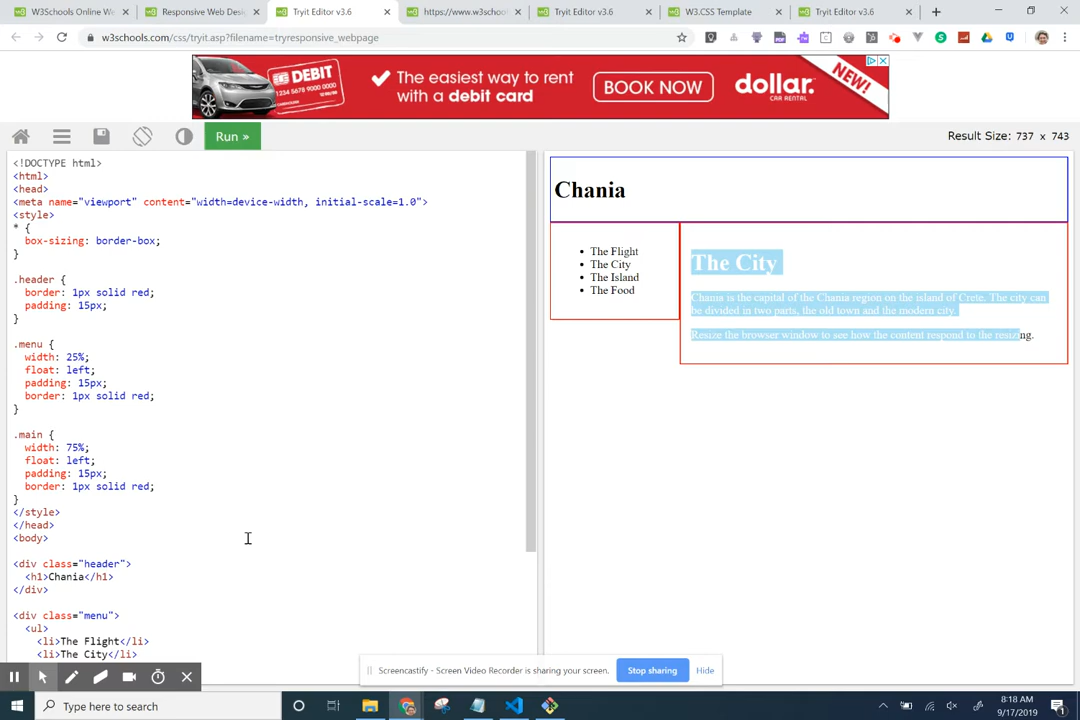 W3Schools Online W
Responsive Web Desi
Tryit Editor v3.6
https://www.w3school
Tryit Editor v3.6
W3.CSS Template
Tryit Editor v3.6
w3schools.com/css/tryit.asp?filename=tryresponsive_webpage
DEBIT
The easiest way to rent
with a debit card
BOOK NOW
dollar.
CAR RENTAL
NEW!
Run »
Result Size: 737 x 743
<!DOCTYPE html>
<html>
<head>
<meta name="viewport" content="width=device-width, initial-scale=1.0">
<style>
* {
box-sizing: border-box;
}
.header {
border: 1px solid red;
padding: 15px;
}
.menu {
width: 25%;
float: left;
padding: 15px;
border: 1px solid red;
}
.main {
width: 75%;
float: left;
padding: 15px;
border: 1px solid red;
}
</style>
</head>
<body>
<div class="header">
<h1>Chania</h1>
</div>
<div class="menu">
<ul>
<li>The Flight</li>
<li>The City</li>
Chania
The Flight
The City
The Island
The Food
The City
Chania is the capital of the Chania region on the island of Crete. The city can
be divided in two parts, the old town and the modern city.
Resize the browser window to see how the content respond to the resizing.
Screencastify - Screen Video Recorder is sharing your screen.
Stop sharing
Hide
Type here to search
8:18 AM
9/17/2019